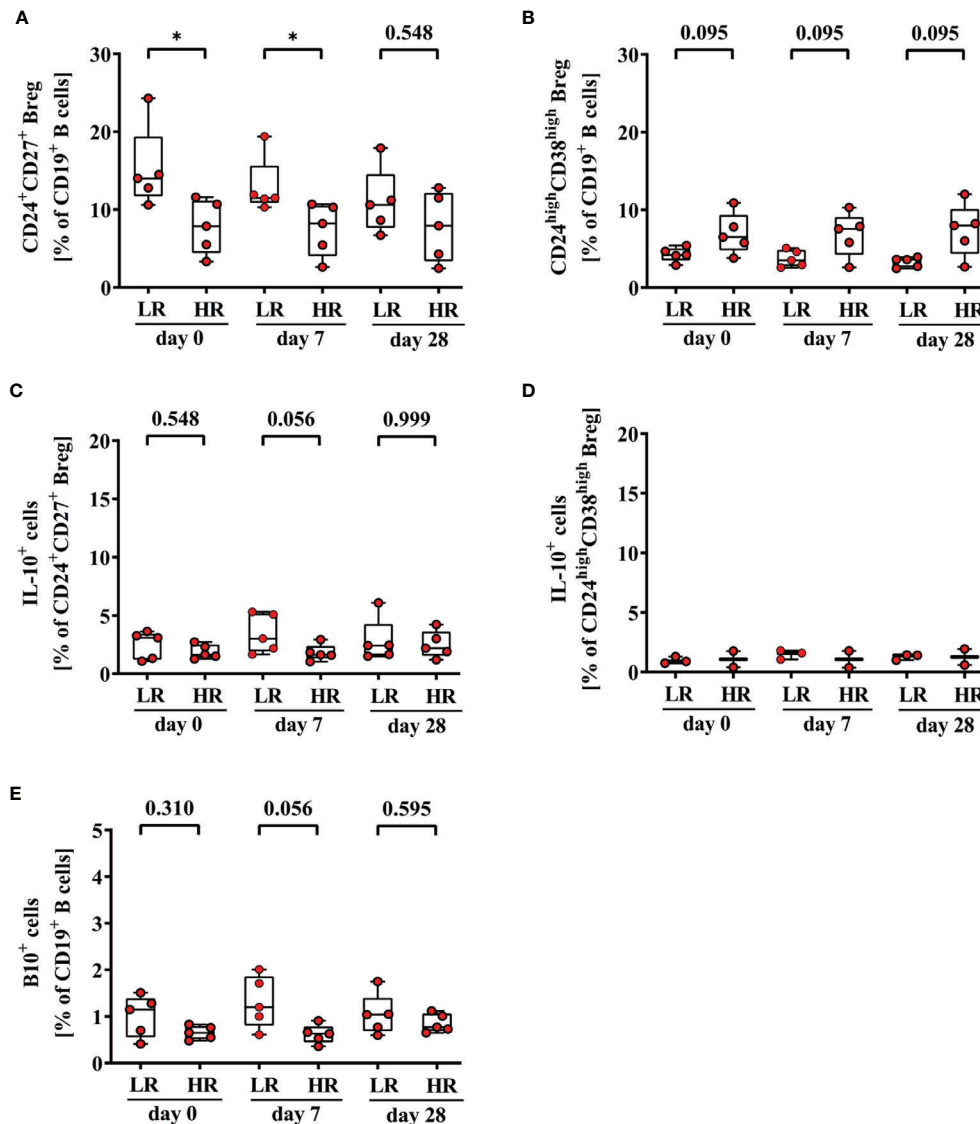 A
CD24⁺CD27⁺ Breg
[% of CD19⁺ B cells]
30
20
10
0
*
*
0.548
LR HR LR HR LR HR
day 0 day 7 day 28
B
CD24ʰⁱᵍʰCD38ʰⁱᵍʰ Breg
[% of CD19⁺ B cells]
30
20
10
0
0.095
0.095
0.095
LR HR LR HR LR HR
day 0 day 7 day 28
C
IL-10⁺ cells
[% of CD24⁺CD27⁺ Breg]
20
15
10
5
0
0.548
0.056
0.999
LR HR LR HR LR HR
day 0 day 7 day 28
D
IL-10⁺ cells
[% of CD24ʰⁱᵍʰCD38ʰⁱᵍʰ Breg]
20
15
10
5
0
LR HR LR HR LR HR
day 0 day 7 day 28
E
B10⁺ cells
[% of CD19⁺ B cells]
5
4
3
2
1
0
0.310
0.056
0.595
LR HR LR HR LR HR
day 0 day 7 day 28